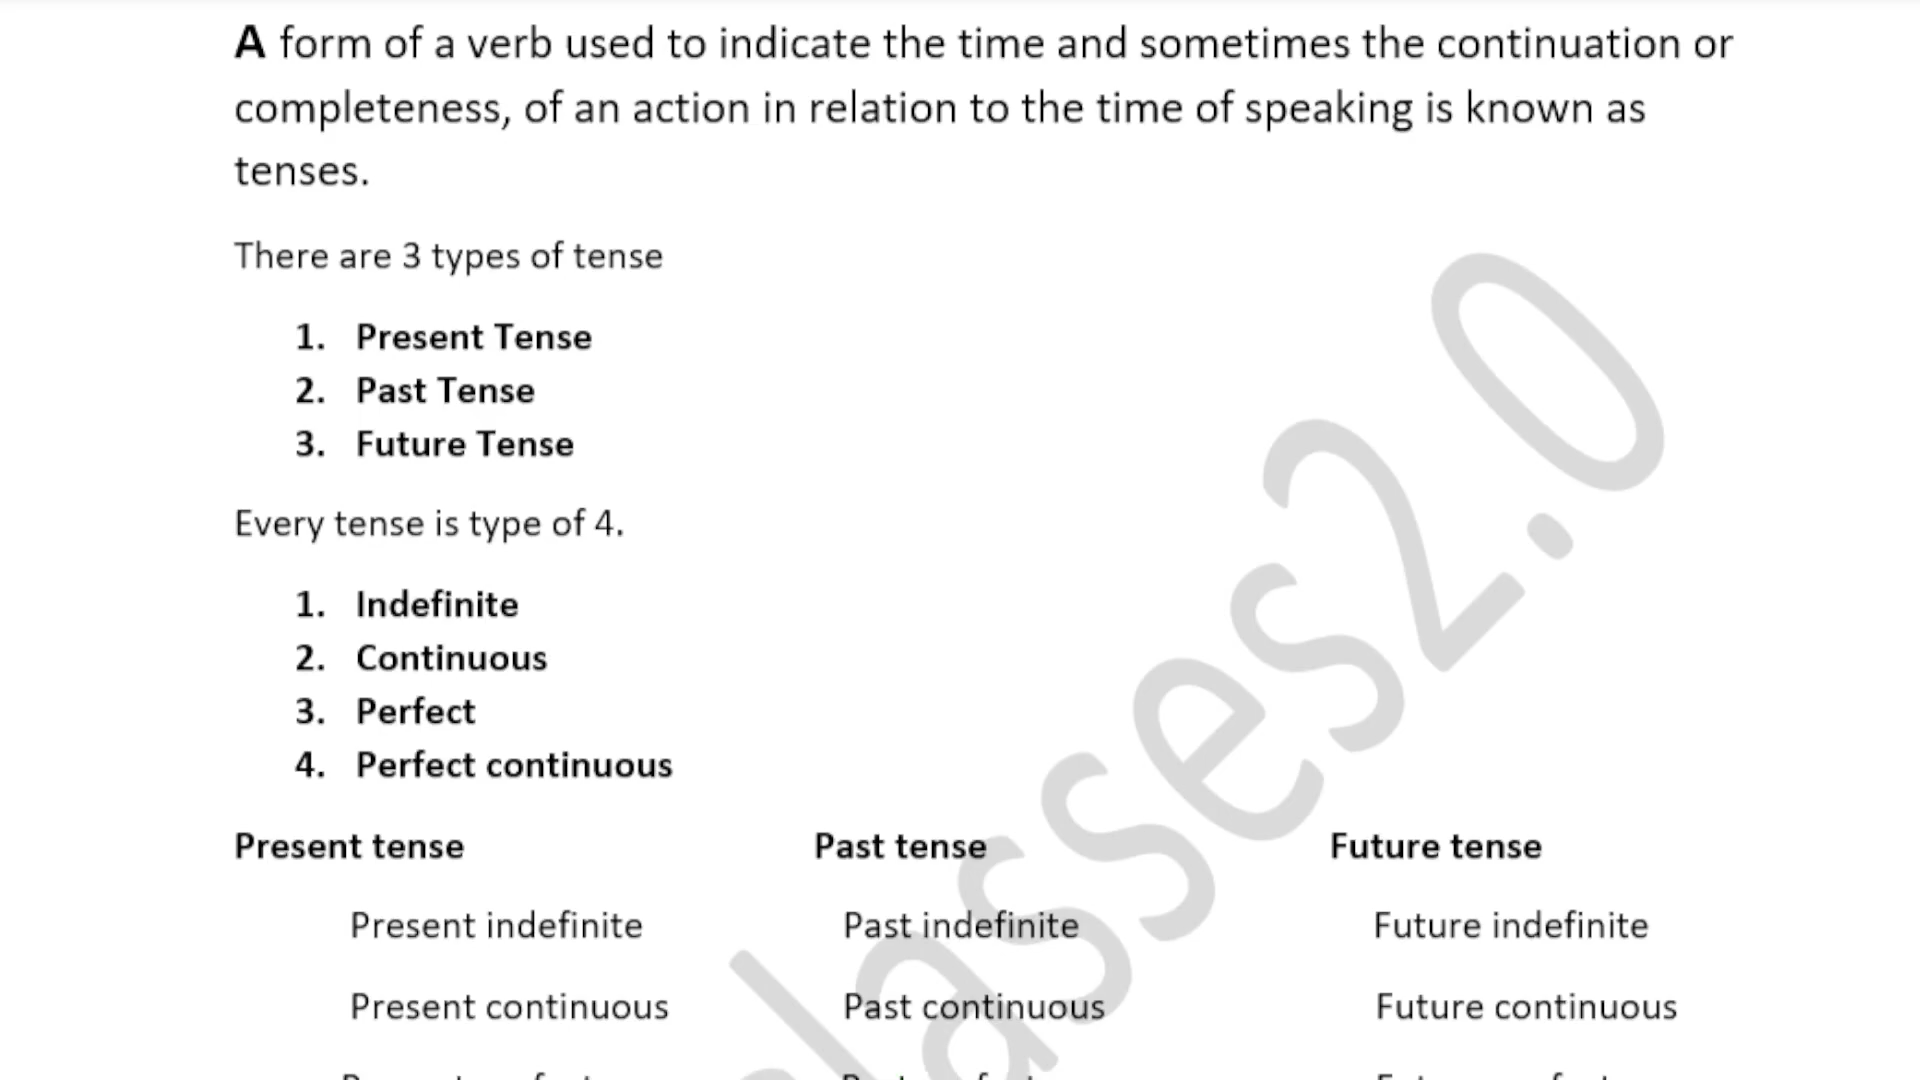 A form of a verb used to indicate the time and sometimes the continuation or
completeness, of an action in relation to the time of speaking is known as
tenses.
There are 3 types of tense
1. Present Tense
2. Past Tense
3. Future Tense
Every tense is type of 4.
1. Indefinite
2. Continuous
3. Perfect
4. Perfect continuous
Present tense Past tense Future tense
Present indefinite Past indefinite Future indefinite
Present continuous Past continuous Future continuous
lasses2.0